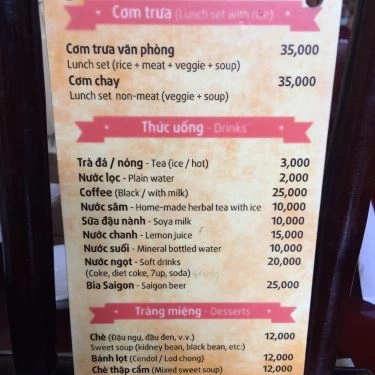 Cơm trưa (Lunch set with rice)
Cơm trưa văn phòng 35,000
Lunch set (rice + meat + veggie + soup)
Cơm chay 35,000
Lunch set non-meat (veggie + soup)
Thức uống - Drinks
Trà đá / nóng - Tea (ice / hot) 3,000
Nước lọc - Plain water 2,000
Coffee (Black / with milk) 25,000
Nước sâm - Home-made herbal tea with ice 10,000
Sữa đậu nành - Soya milk 10,000
Nước chanh - Lemon juice 15,000
Nước suối - Mineral bottled water 10,000
Nước ngọt - Soft drinks 20,000
(Coke, diet coke, 7up, soda)
Bia Saigon - Saigon beer 25,000
Tráng miệng - Desserts
Chè (Đậu ngự, đậu đen, v.v.) 12,000
Sweet soup (kidney bean, black bean, etc.)
Bánh lọt (Cendol / Lod chong) 12,000
Chè thập cẩm (Mixed sweet soup) 12,000